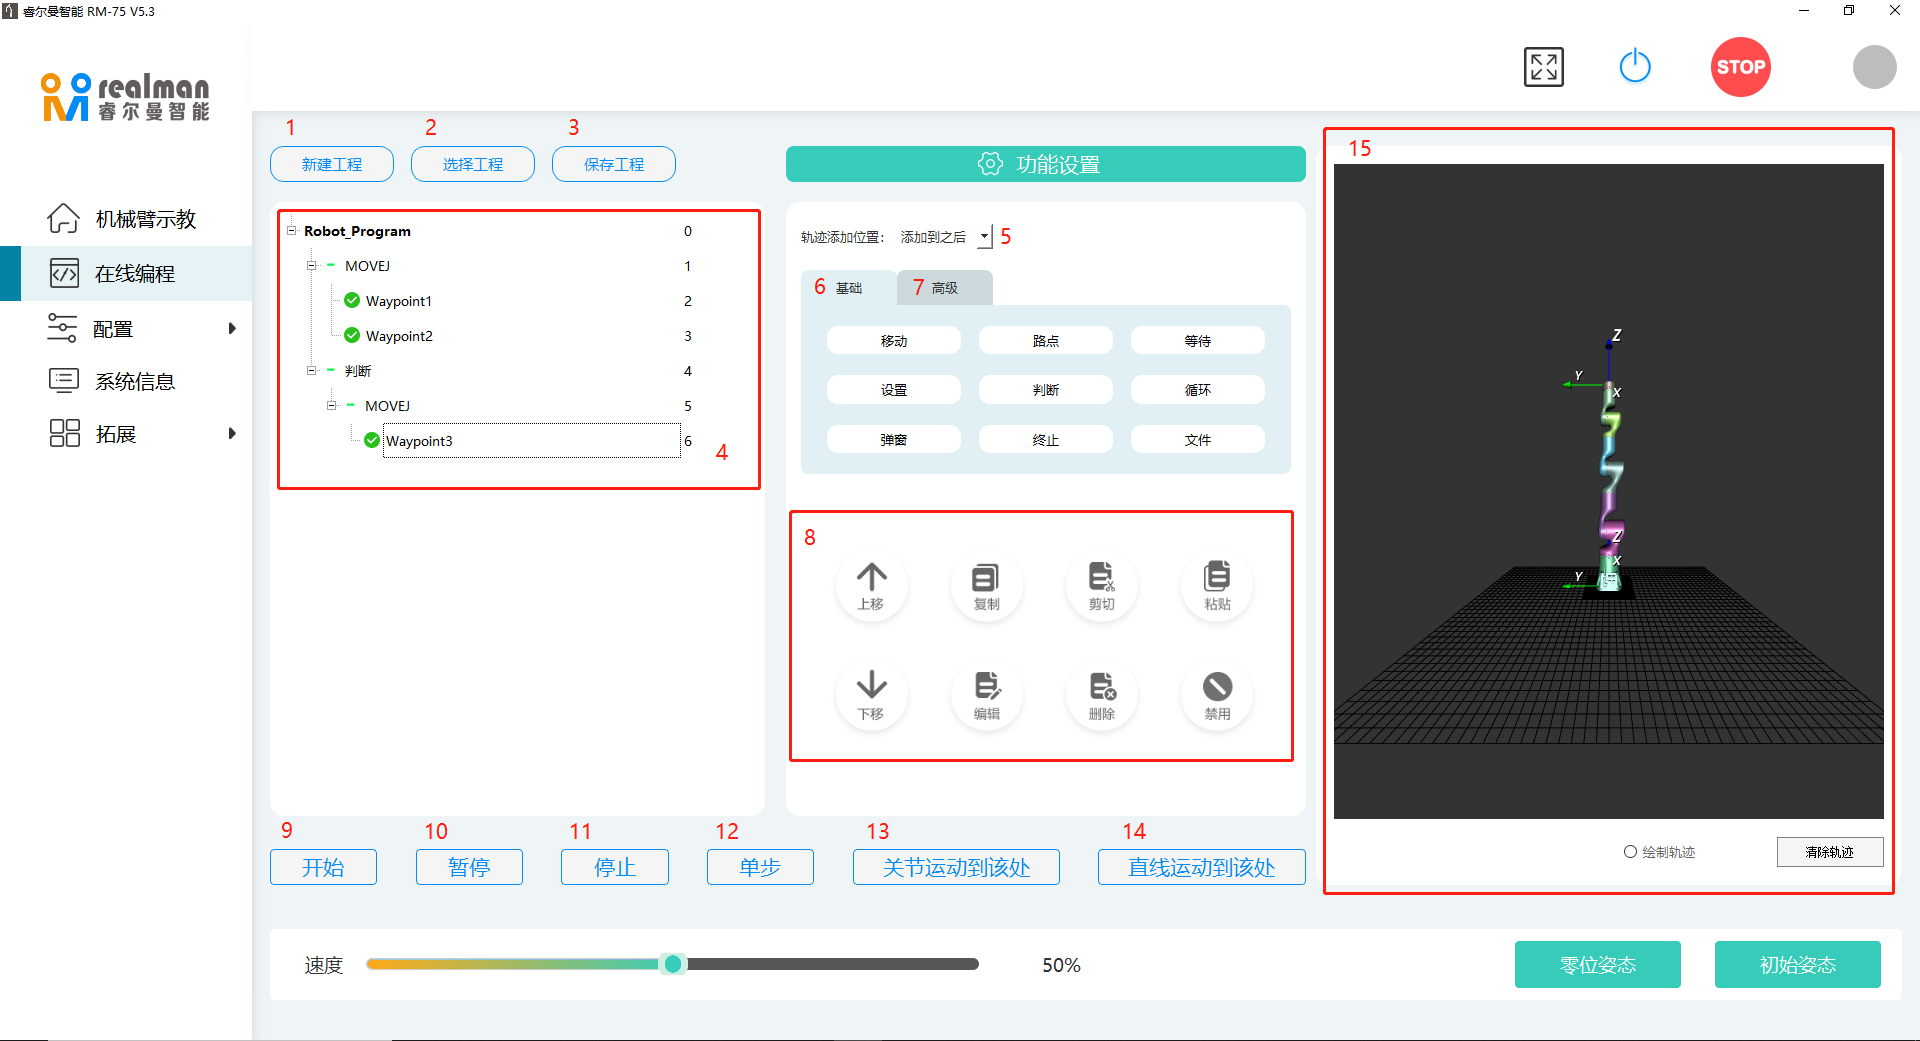 睿尔曼智能 RM-75 V5.3
realman
睿尔曼智能
STOP
机械臂示教
在线编程
配置
系统信息
拓展
1
2
3
新建工程
选择工程
保存工程
功能设置
Robot_Program 0
MOVEJ 1
Waypoint1 2
Waypoint2 3
判断 4
MOVEJ 5
Waypoint3 6
4
轨迹添加位置: 添加到之后 5
6 基础
7 高级
移动 路点 等待
设置 判断 循环
弹窗 终止 文件
8
上移 复制 剪切 粘贴
下移 编辑 删除 禁用
15
Z
Y
X
Z
X
Y
绘制轨迹
清除轨迹
9
10
11
12
13
14
开始
暂停
停止
单步
关节运动到该处
直线运动到该处
速度
50%
零位姿态
初始姿态